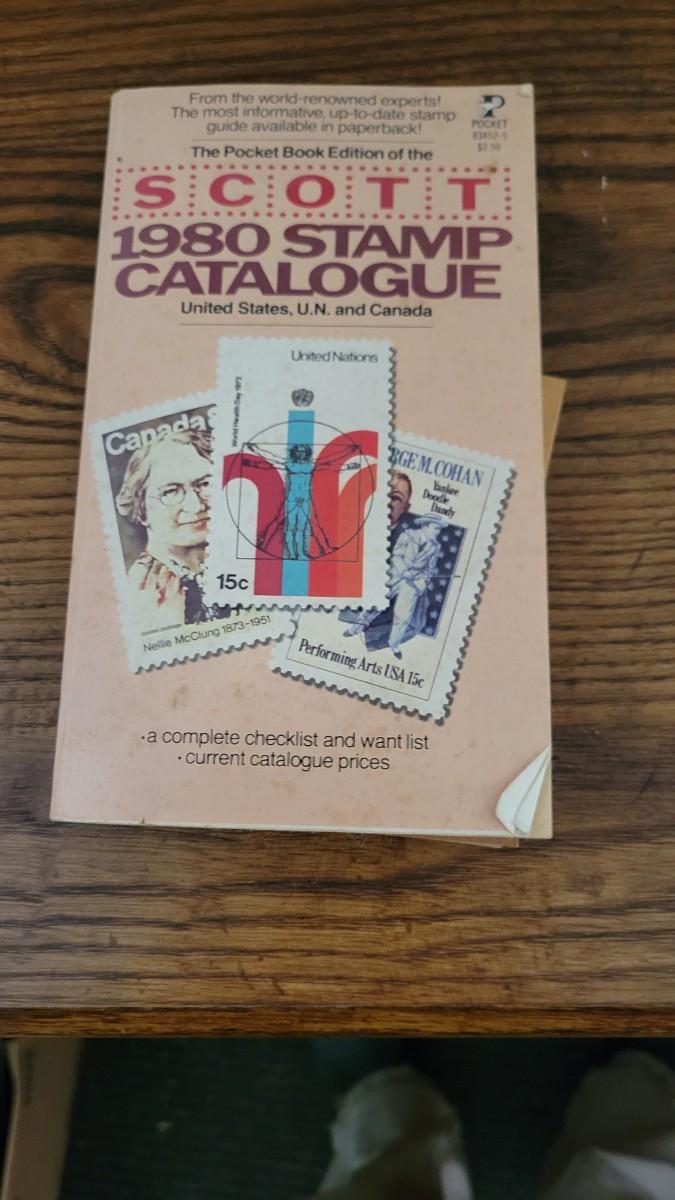 From the world-renowned experts!
The most informative, up-to-date stamp
guide available in paperback!
POCKET
83452-5
$2.50
The Pocket Book Edition of the
SCOTT
1980 STAMP
CATALOGUE
United States, U.N. and Canada
United Nations
World Health Day 1972
15c
Canada
Nellie McClung 1873-1951
RGE M. COHAN
Yankee
Doodle
Dandy
Performing Arts USA 15c
•a complete checklist and want list
•current catalogue prices